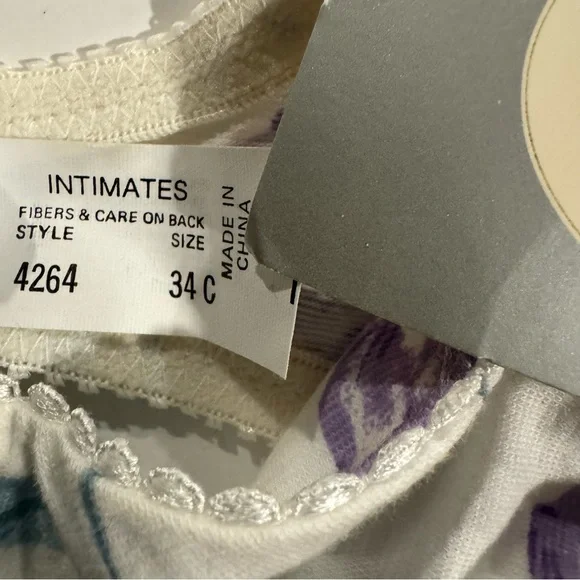 INTIMATES
FIBERS & CARE ON BACK
STYLE SIZE
4264 34 C
MADE IN
CHINA